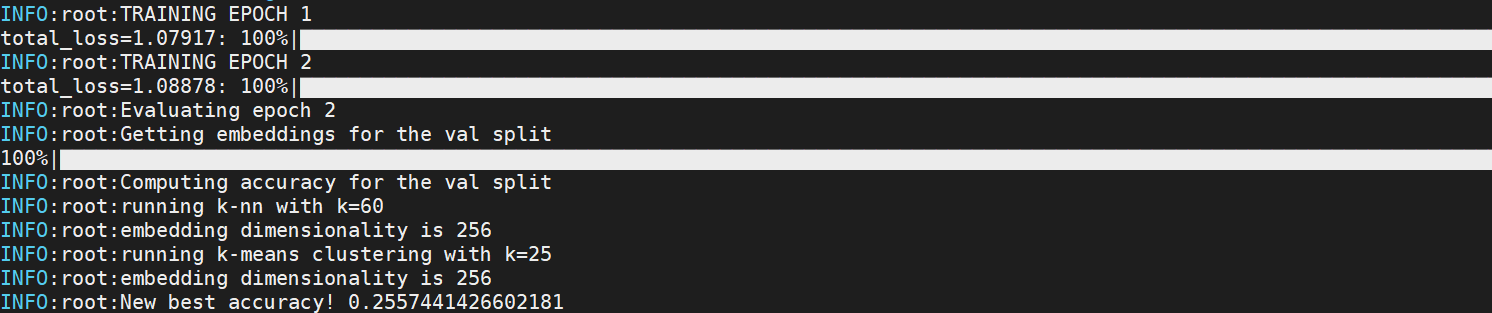 INFO:root:TRAINING EPOCH 1
total_loss=1.07917: 100%|
INFO:root:TRAINING EPOCH 2
total_loss=1.08878: 100%|
INFO:root:Evaluating epoch 2
INFO:root:Getting embeddings for the val split
100%|
INFO:root:Computing accuracy for the val split
INFO:root:running k-nn with k=60
INFO:root:embedding dimensionality is 256
INFO:root:running k-means clustering with k=25
INFO:root:embedding dimensionality is 256
INFO:root:New best accuracy! 0.2557441426602181